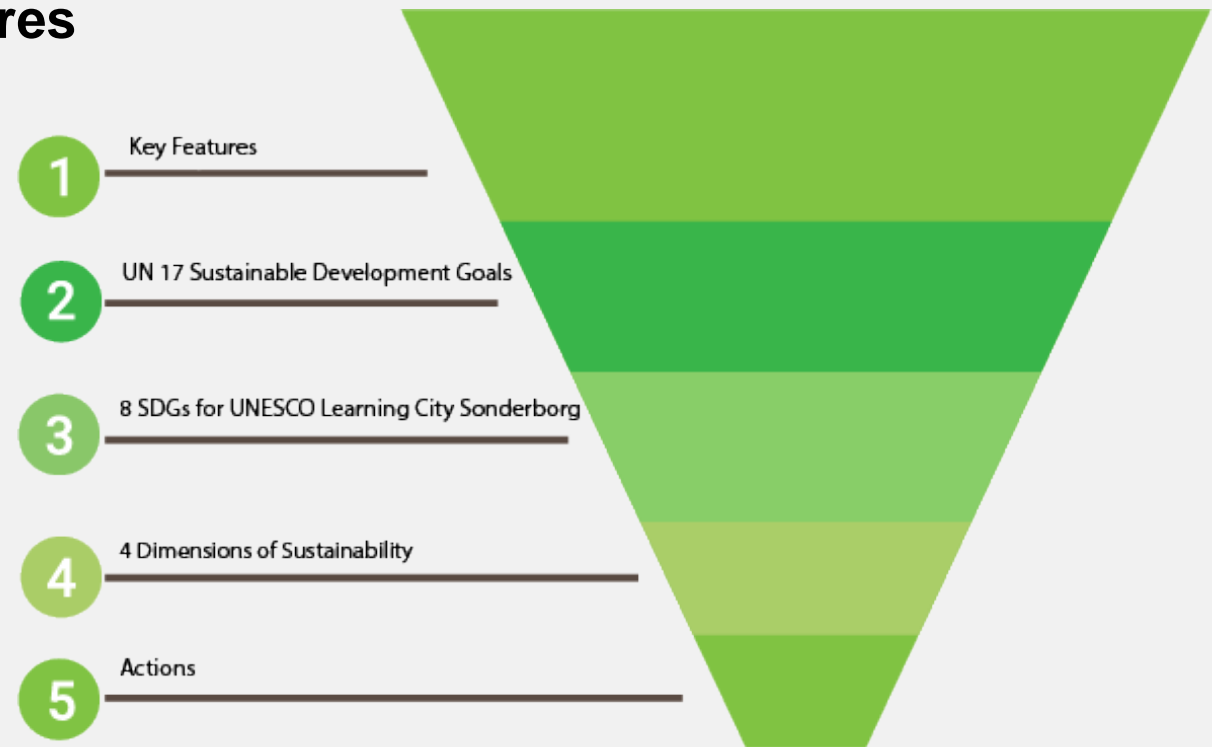 res
1
Key Features
2
UN 17 Sustainable Development Goals
3
8 SDGs for UNESCO Learning City Sonderborg
4
4 Dimensions of Sustainability
5
Actions